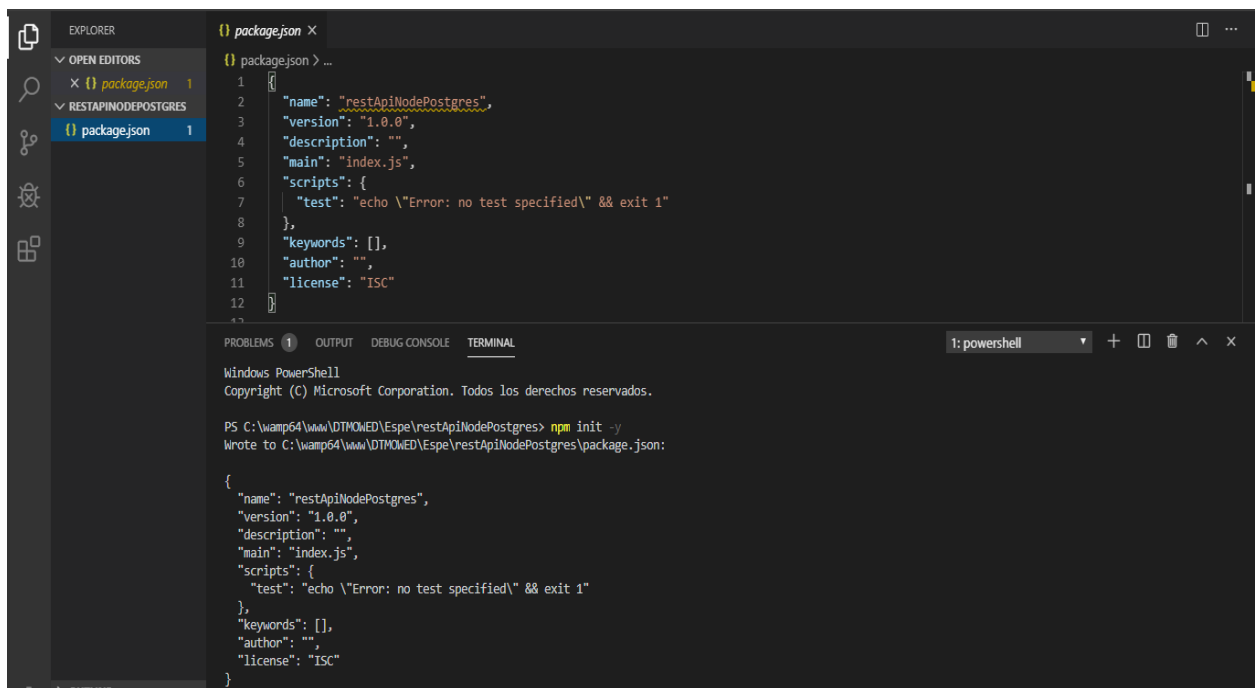 EXPLORER
OPEN EDITORS
{} package.json 1
RESTAPINODEPOSTGRES
{} package.json 1
{} package.json
{} package.json > ...
1 {
2 "name": "restApiNodePostgres",
3 "version": "1.0.0",
4 "description": "",
5 "main": "index.js",
6 "scripts": {
7 "test": "echo \"Error: no test specified\" && exit 1"
8 },
9 "keywords": [],
10 "author": "",
11 "license": "ISC"
12 }
PROBLEMS 1 OUTPUT DEBUG CONSOLE TERMINAL 1: powershell
Windows PowerShell
Copyright (C) Microsoft Corporation. Todos los derechos reservados.
PS C:\wamp64\www\DTMOWED\Espe\restApiNodePostgres> npm init -y
Wrote to C:\wamp64\www\DTMOWED\Espe\restApiNodePostgres\package.json:
{
"name": "restApiNodePostgres",
"version": "1.0.0",
"description": "",
"main": "index.js",
"scripts": {
"test": "echo \"Error: no test specified\" && exit 1"
},
"keywords": [],
"author": "",
"license": "ISC"
}